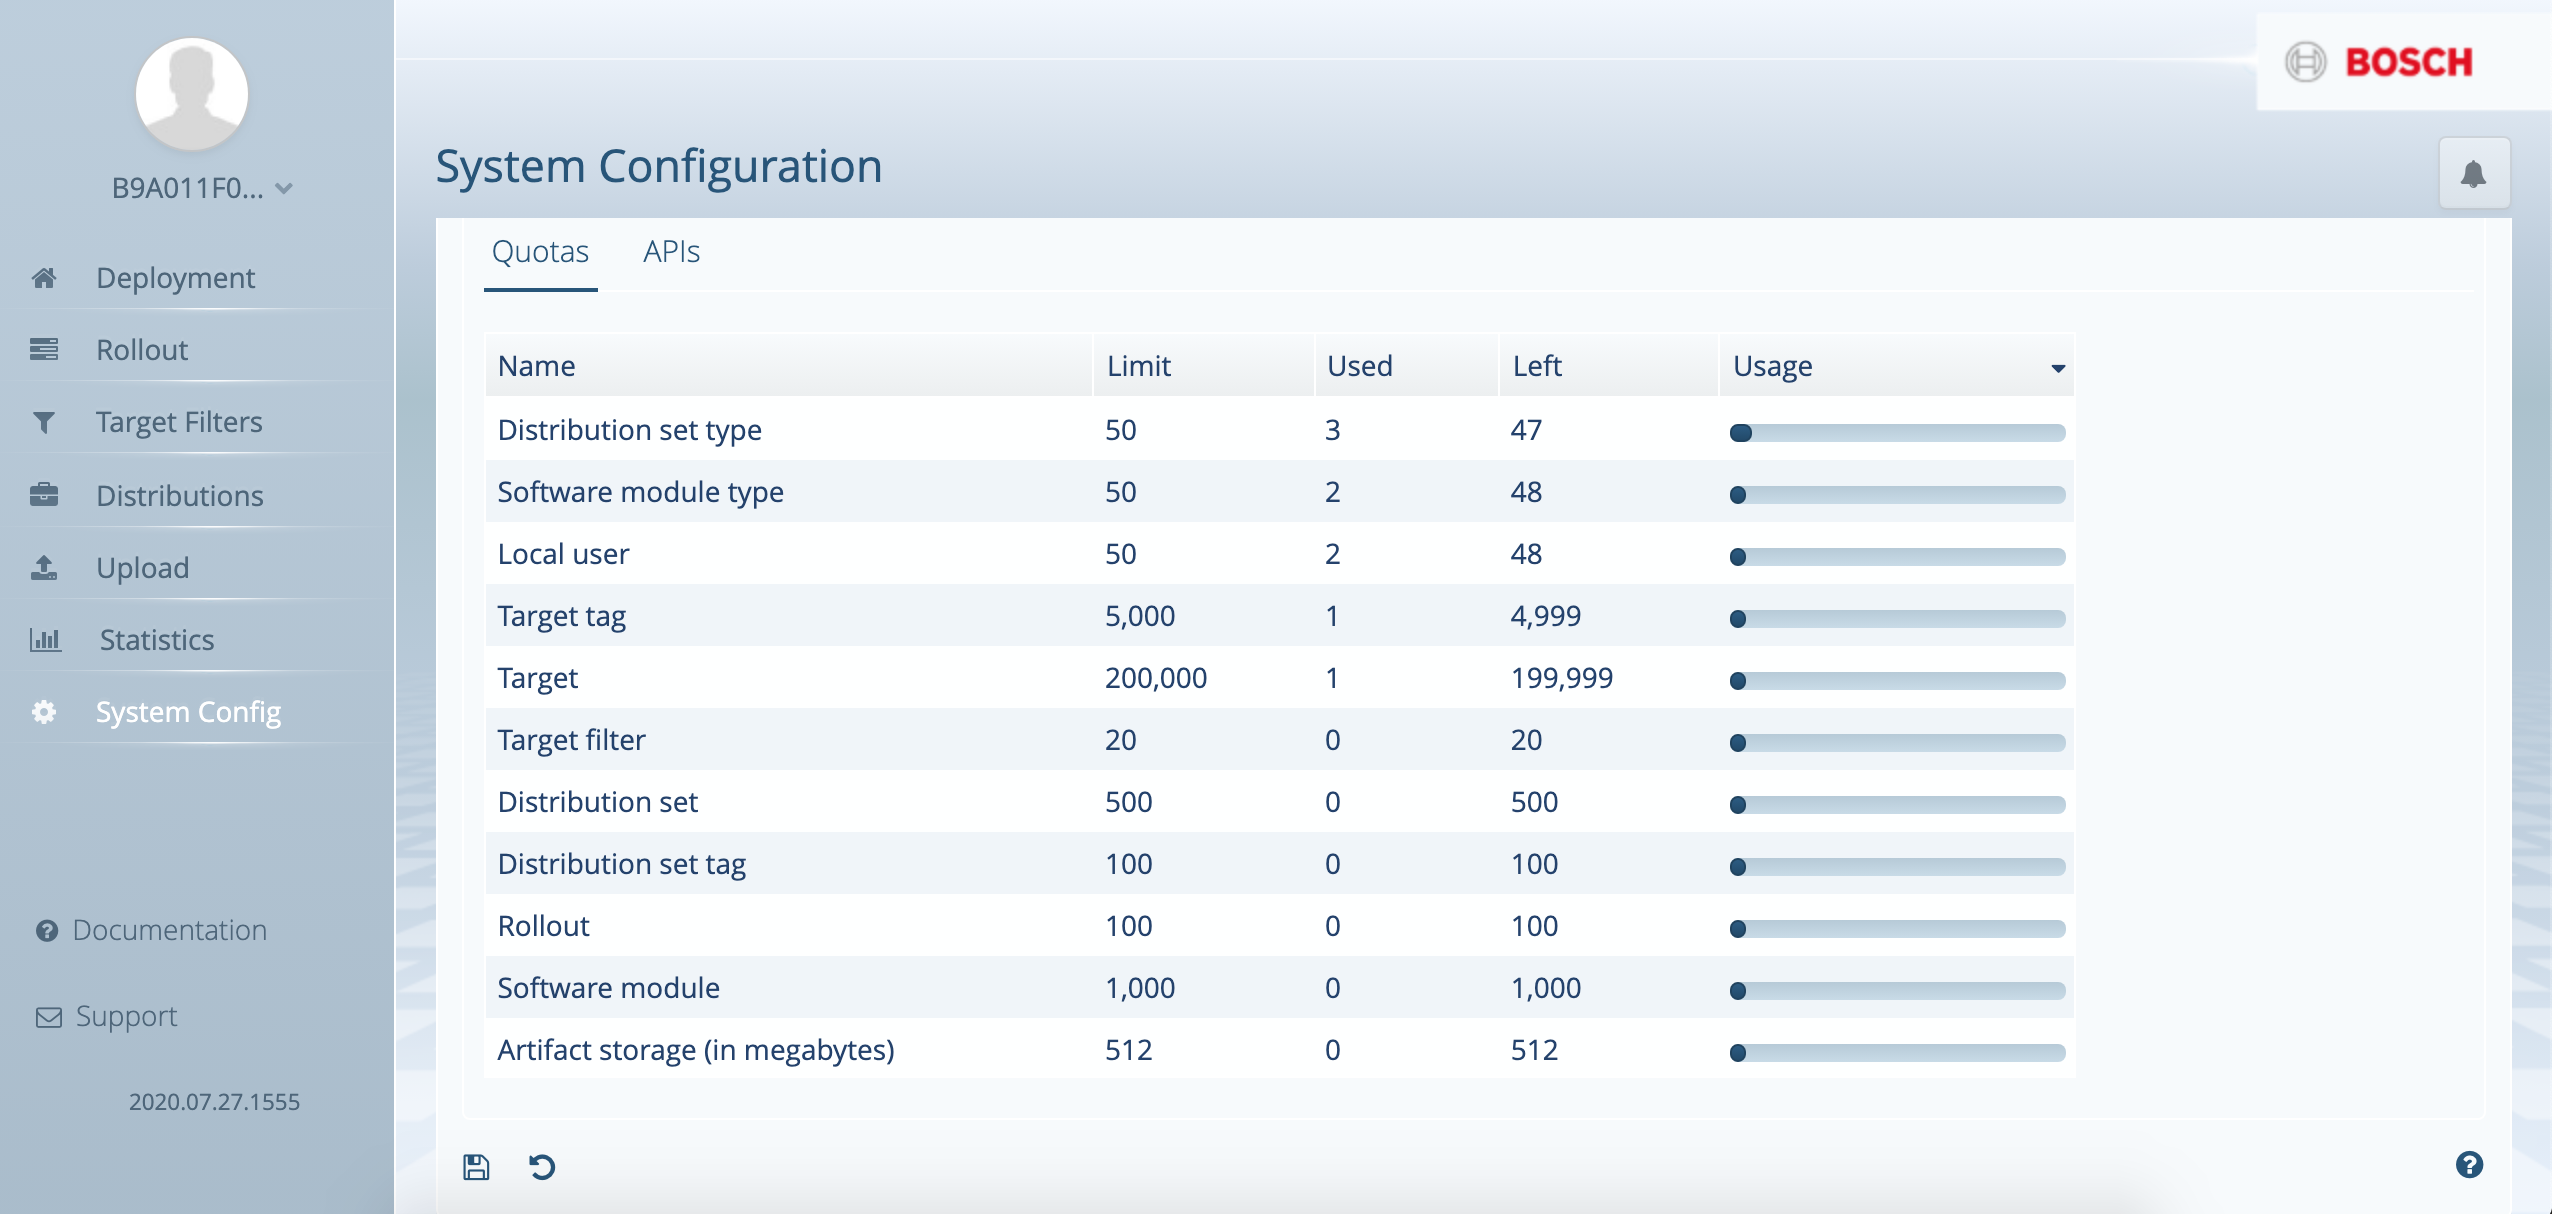 B9A011F0...
Deployment
Rollout
Target Filters
Distributions
Upload
Statistics
System Config
Documentation
Support
2020.07.27.1555
BOSCH
System Configuration
Quotas APIs
Name Limit Used Left Usage
Distribution set type 50 3 47
Software module type 50 2 48
Local user 50 2 48
Target tag 5,000 1 4,999
Target 200,000 1 199,999
Target filter 20 0 20
Distribution set 500 0 500
Distribution set tag 100 0 100
Rollout 100 0 100
Software module 1,000 0 1,000
Artifact storage (in megabytes) 512 0 512